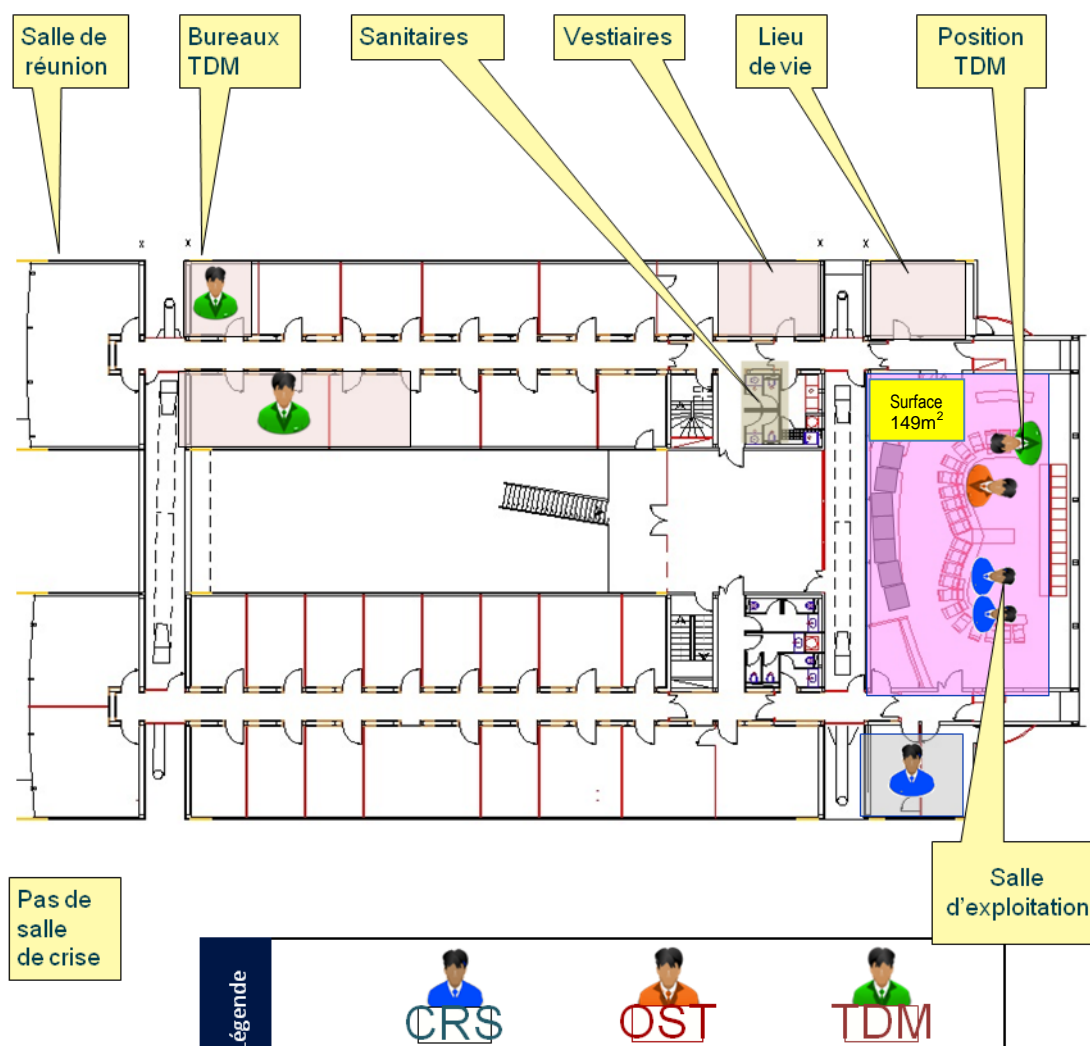 Salle de
réunion
Bureaux
TDM
Sanitaires
Vestiaires
Lieu
de vie
Position
TDM
x
x
x
x
Surface
149m²
Salle
d'exploitation
Pas de
salle
de crise
Légende
CRS
OST
TDM